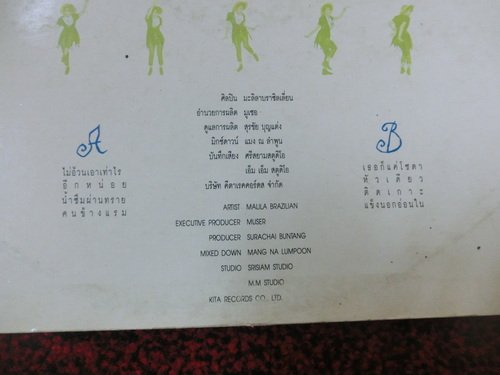 ศิลปิน มะลิลาบราซิลเลี่ยน
อำนวยการผลิต มูเซอ
ดูแลการผลิต สุรชัย บุญแต่ง
มิกซ์ดาวน์ แมง ณ ลำพูน
บันทึกเสียง ศรีสยามสตูดิโอ
เอ็ม เอ็ม สตูดิโอ
บริษัท คีตาเรคคอร์ดส จำกัด
A
ไม่อ้วนเอาเท่าไร
อีกหน่อย
น้ำซึมผ่านทราย
คนข้างแรม
B
เธอก็แค่โซดา
หัวเดียว
ติดเกาะ
แข็งนอกอ่อนใน
ARTIST MALILA BRAZILIAN
EXECUTIVE PRODUCER MUSER
PRODUCER SURACHAI BUNTANG
MIXED DOWN MANG NA LUMPOON
STUDIO SRISIAM STUDIO
M.M STUDIO
KITA RECORDS CO., LTD.